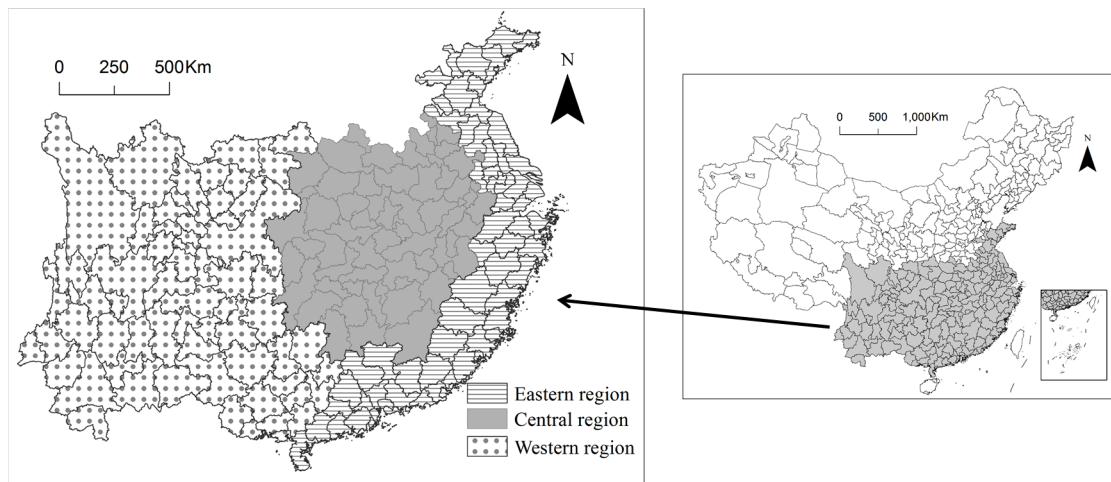 0 250 500Km
N
Eastern region
Central region
Western region
0 500 1,000Km
N